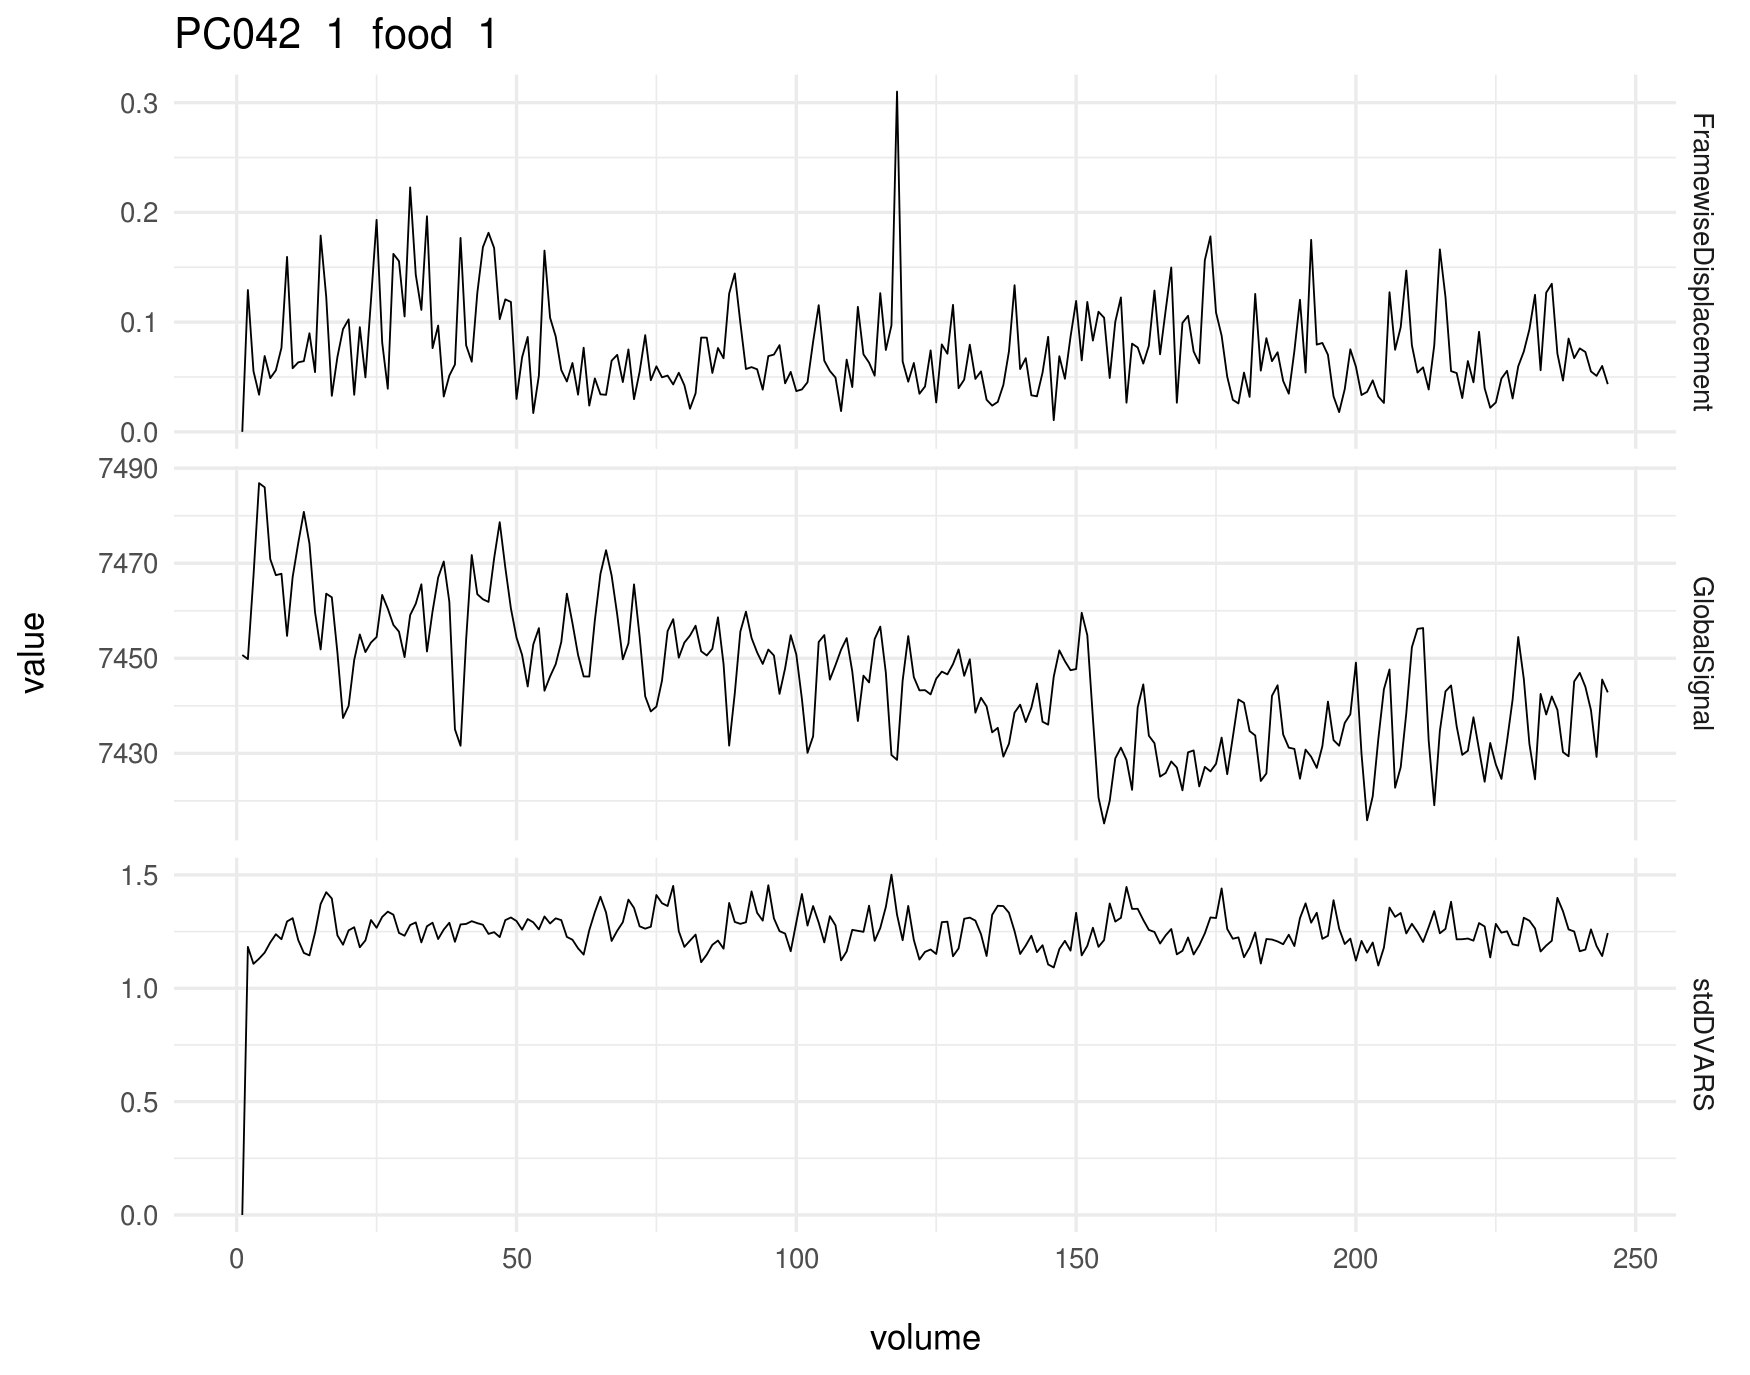 PC042 1 food 1
0.3
0.2
0.1
0.0
FramewiseDisplacement
7490
7470
7450
7430
GlobalSignal
value
1.5
1.0
0.5
0.0
stdDVARS
0 50 100 150 200 250
volume